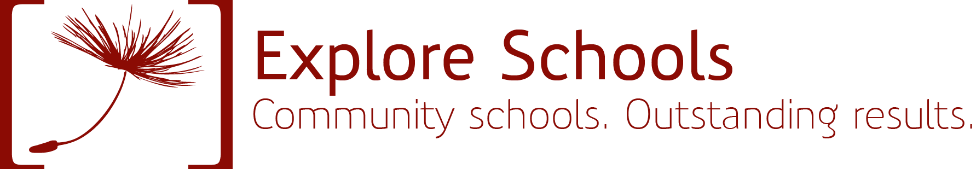 Explore Schools
Community schools. Outstanding results.